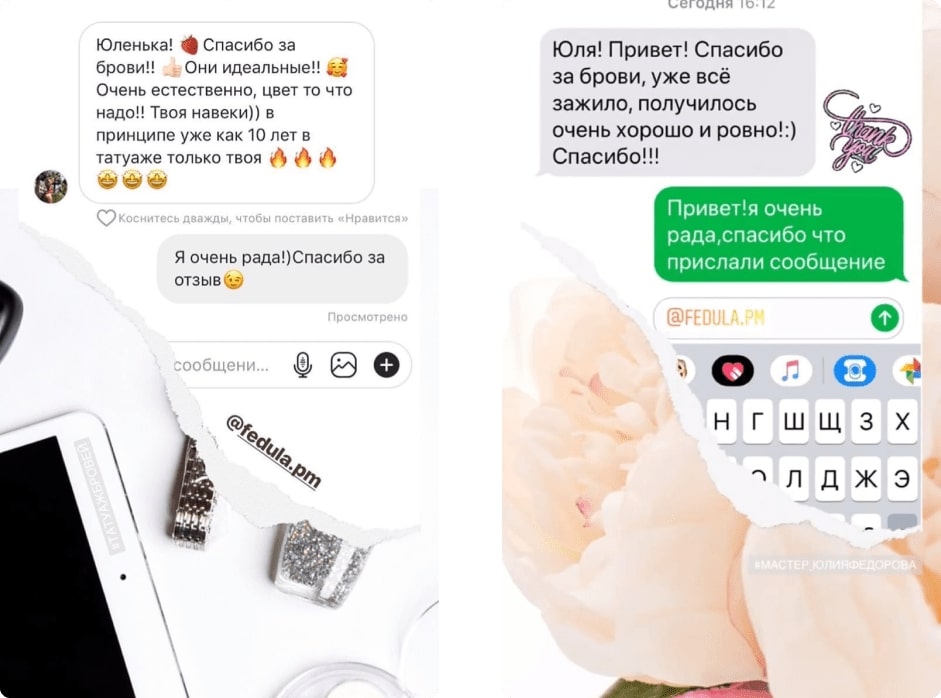 Юленька! 🍓 Спасибо за
брови!! 👍🏻 Они идеальные!! 🥰
Очень естественно, цвет то что
надо!! Твоя навеки)) в
принципе уже как 10 лет в
татуаже только твоя 🔥🔥🔥
🤩🤩🤩
Коснитесь дважды, чтобы поставить «Нравится»
Я очень рада!)Спасибо за
отзыв😉
Просмотрено
сообщени...
@fedula.pm
#ТАТУАЖБРОВЕЙ
Сегодня 16:12
Юля! Привет! Спасибо
за брови, уже всё
зажило, получилось
очень хорошо и ровно!:)
Спасибо!!!
Thank
you
Привет!я очень
рада,спасибо что
прислали сообщение
@FEDULA.PM
Н Г Ш Щ З Х
Л Д Ж Э
#МАСТЕР_ЮЛИЯФЕДОРОВА